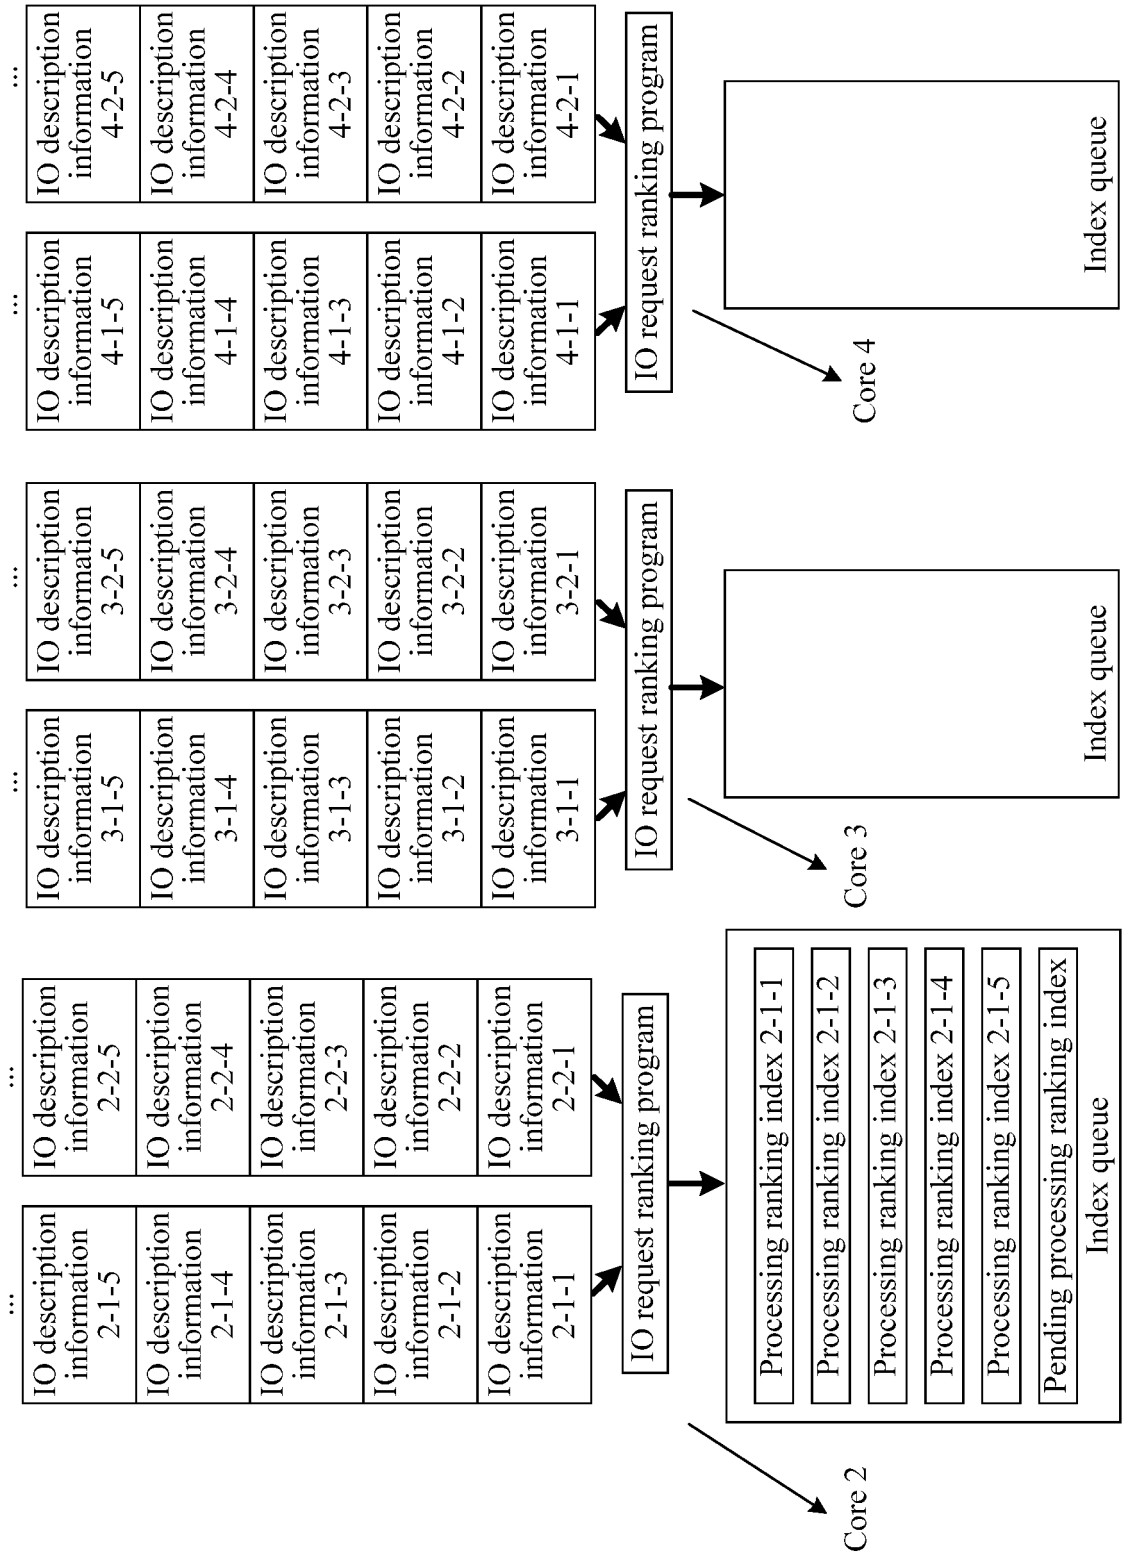 ...
IO description
information
2-1-5
IO description
information
2-1-4
IO description
information
2-1-3
IO description
information
2-1-2
IO description
information
2-1-1
...
IO description
information
2-2-5
IO description
information
2-2-4
IO description
information
2-2-3
IO description
information
2-2-2
IO description
information
2-2-1
IO request ranking program
Core 2
Processing ranking index 2-1-1
Processing ranking index 2-1-2
Processing ranking index 2-1-3
Processing ranking index 2-1-4
Processing ranking index 2-1-5
Pending processing ranking index
Index queue
...
IO description
information
3-1-5
IO description
information
3-1-4
IO description
information
3-1-3
IO description
information
3-1-2
IO description
information
3-1-1
...
IO description
information
3-2-5
IO description
information
3-2-4
IO description
information
3-2-3
IO description
information
3-2-2
IO description
information
3-2-1
IO request ranking program
Core 3
Index queue
...
IO description
information
4-1-5
IO description
information
4-1-4
IO description
information
4-1-3
IO description
information
4-1-2
IO description
information
4-1-1
...
IO description
information
4-2-5
IO description
information
4-2-4
IO description
information
4-2-3
IO description
information
4-2-2
IO description
information
4-2-1
IO request ranking program
Core 4
Index queue